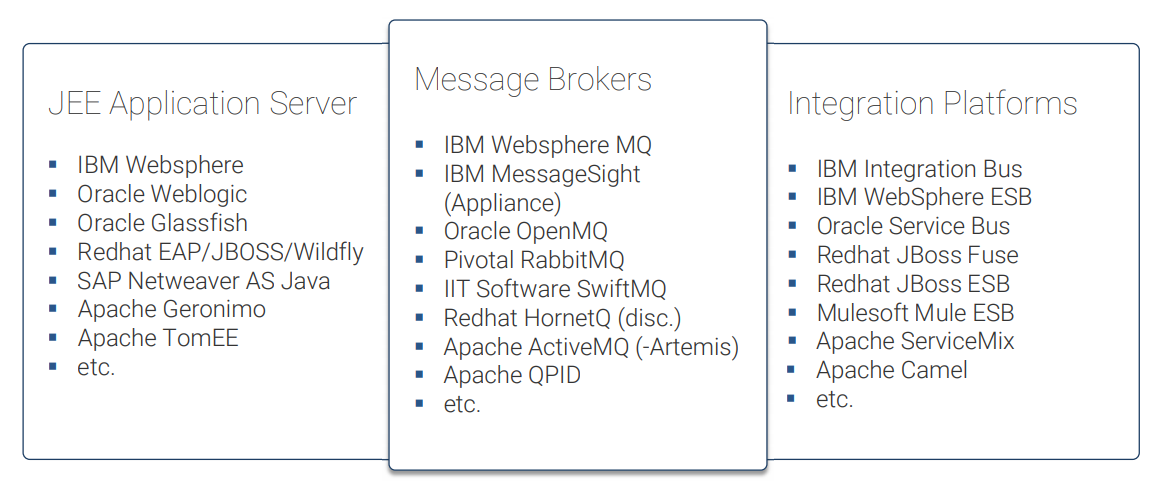 JEE Application Server
IBM Websphere
Oracle Weblogic
Oracle Glassfish
Redhat EAP/JBOSS/Wildfly
SAP Netweaver AS Java
Apache Geronimo
Apache TomEE
etc.
Message Brokers
IBM Websphere MQ
IBM MessageSight
(Appliance)
Oracle OpenMQ
Pivotal RabbitMQ
IIT Software SwiftMQ
Redhat HornetQ (disc.)
Apache ActiveMQ (-Artemis)
Apache QPID
etc.
Integration Platforms
IBM Integration Bus
IBM WebSphere ESB
Oracle Service Bus
Redhat JBoss Fuse
Redhat JBoss ESB
Mulesoft Mule ESB
Apache ServiceMix
Apache Camel
etc.